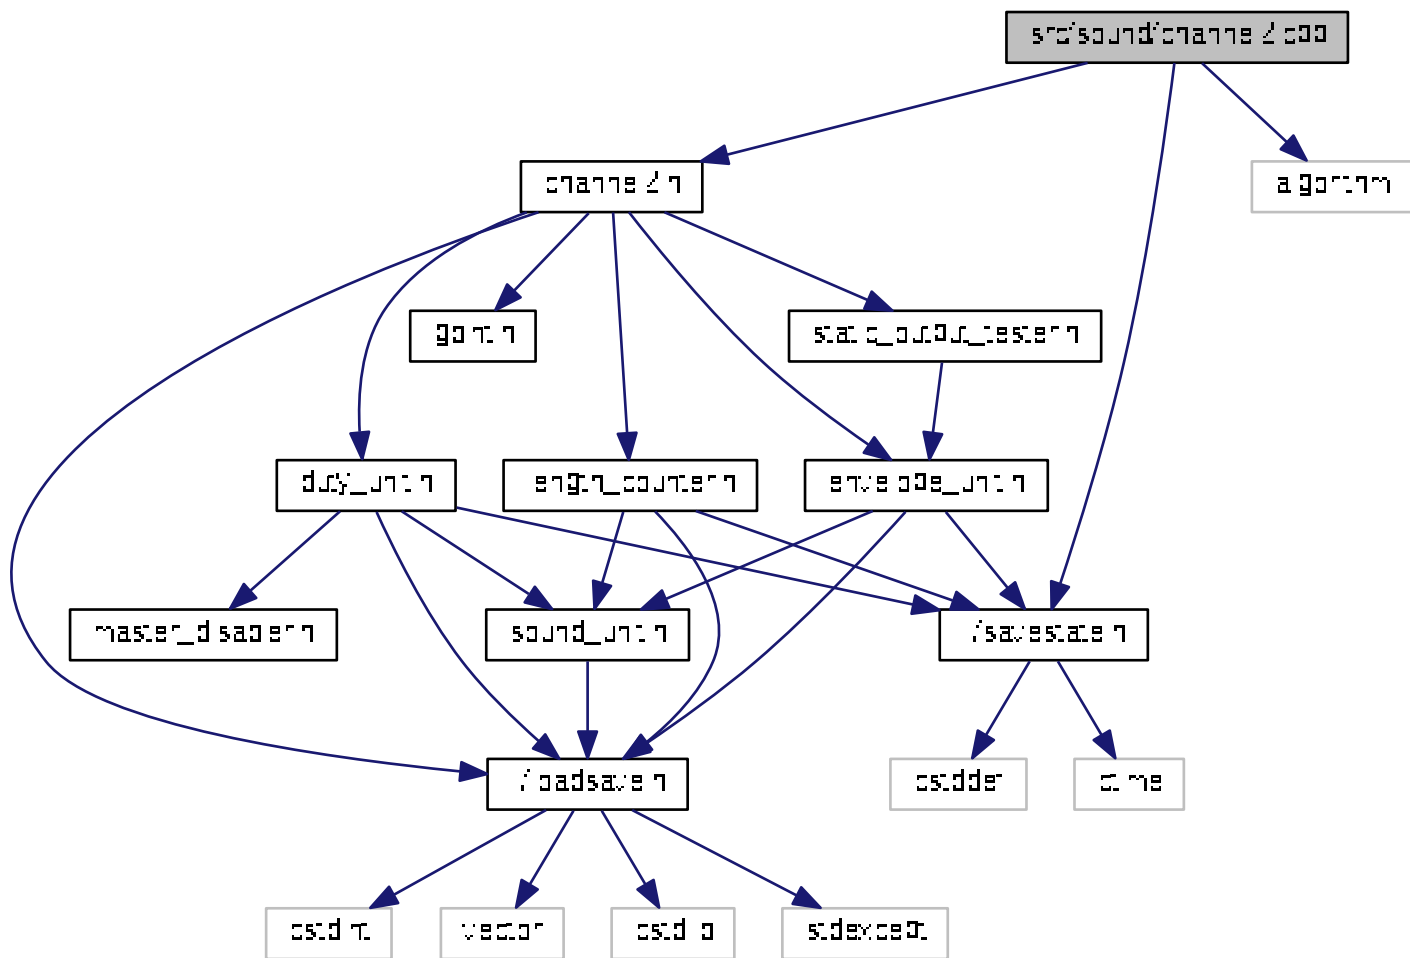 src/sound/channel2.cpp
channel2.h
algorithm
gbint.h
static_output_tester.h
duty_unit.h
length_counter.h
envelope_unit.h
master_disabler.h
sound_unit.h
../savestate.h
../loadsave.h
cstddef
ctime
cstdint
vector
cstdio
stdexcept